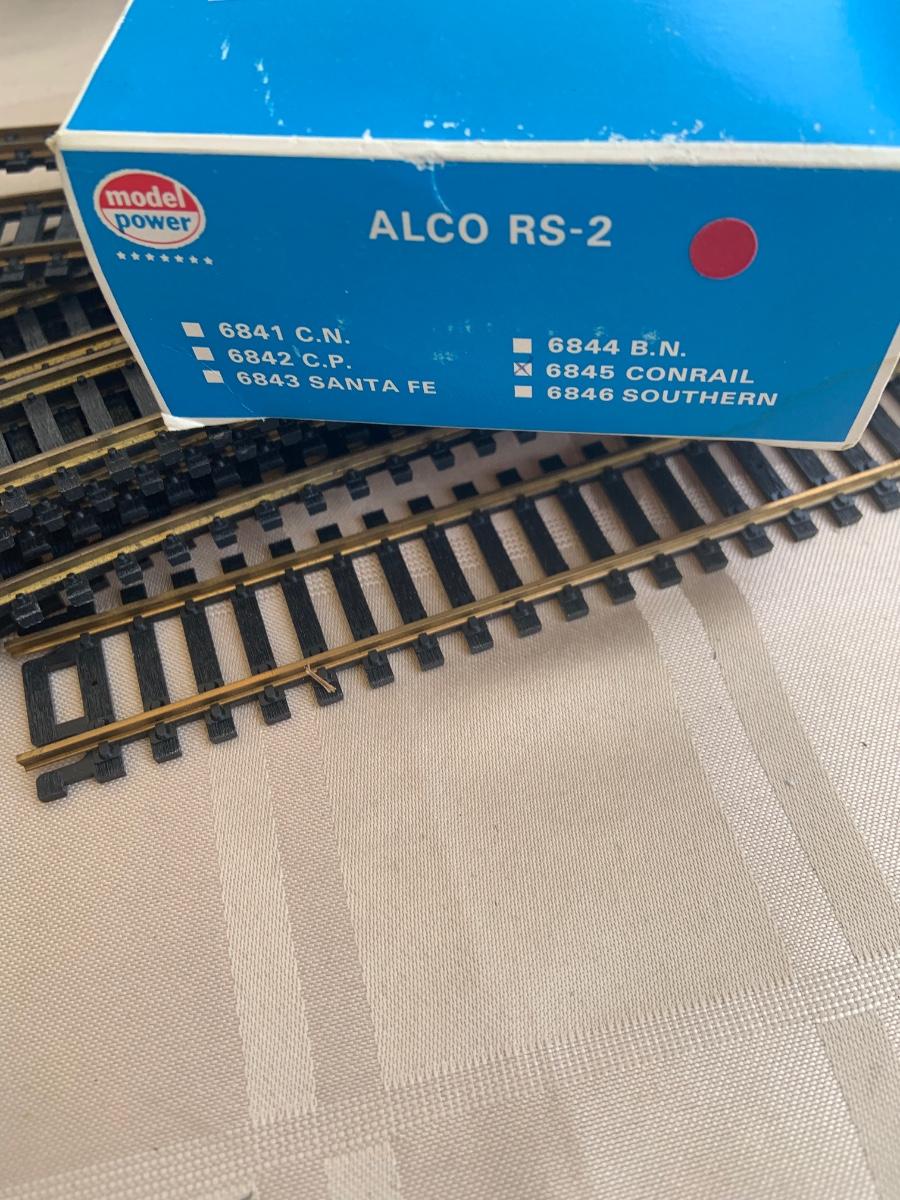 model
power
ALCO RS-2
6841 C.N.
6842 C.P.
6843 SANTA FE
6844 B.N.
6845 CONRAIL
6846 SOUTHERN